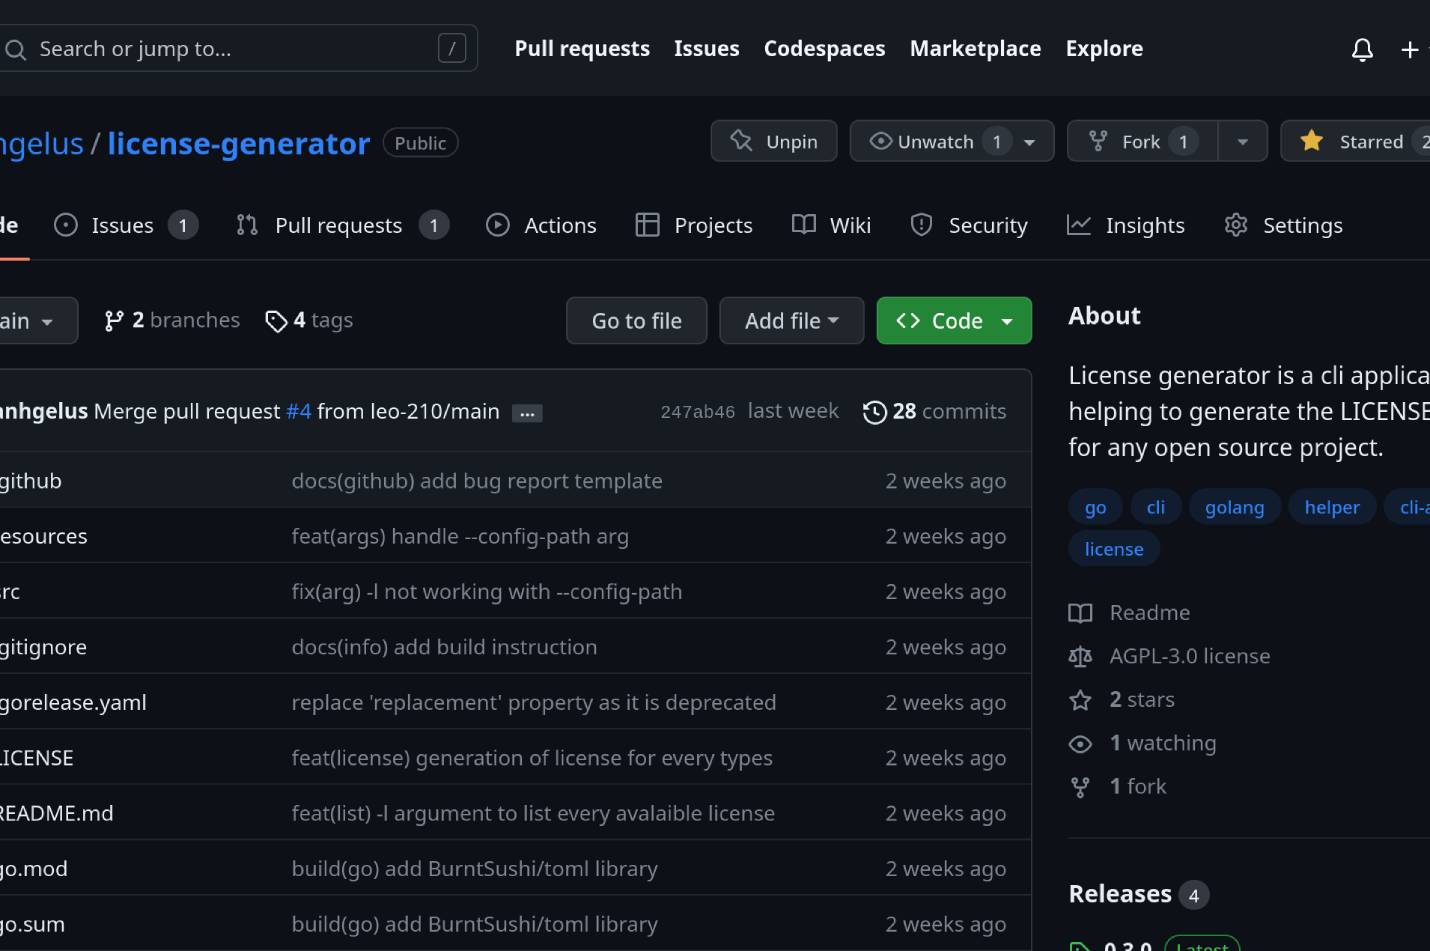 Search or jump to... / Pull requests Issues Codespaces Marketplace Explore
ngelus / license-generator Public Unpin Unwatch 1 Fork 1 Starred 2
de Issues 1 Pull requests 1 Actions Projects Wiki Security Insights Settings
ain 2 branches 4 tags Go to file Add file Code
anhgelus Merge pull request #4 from leo-210/main ... 247ab46 last week 28 commits
github docs(github) add bug report template 2 weeks ago
esources feat(args) handle --config-path arg 2 weeks ago
src fix(arg) -l not working with --config-path 2 weeks ago
gitignore docs(info) add build instruction 2 weeks ago
gorelease.yaml replace 'replacement' property as it is deprecated 2 weeks ago
LICENSE feat(license) generation of license for every types 2 weeks ago
README.md feat(list) -l argument to list every avalaible license 2 weeks ago
go.mod build(go) add BurntSushi/toml library 2 weeks ago
go.sum build(go) add BurntSushi/toml library 2 weeks ago
About
License generator is a cli applica
helping to generate the LICENSE
for any open source project.
go cli golang helper cli-a
license
Readme
AGPL-3.0 license
2 stars
1 watching
1 fork
Releases 4
0.3.0 Latest